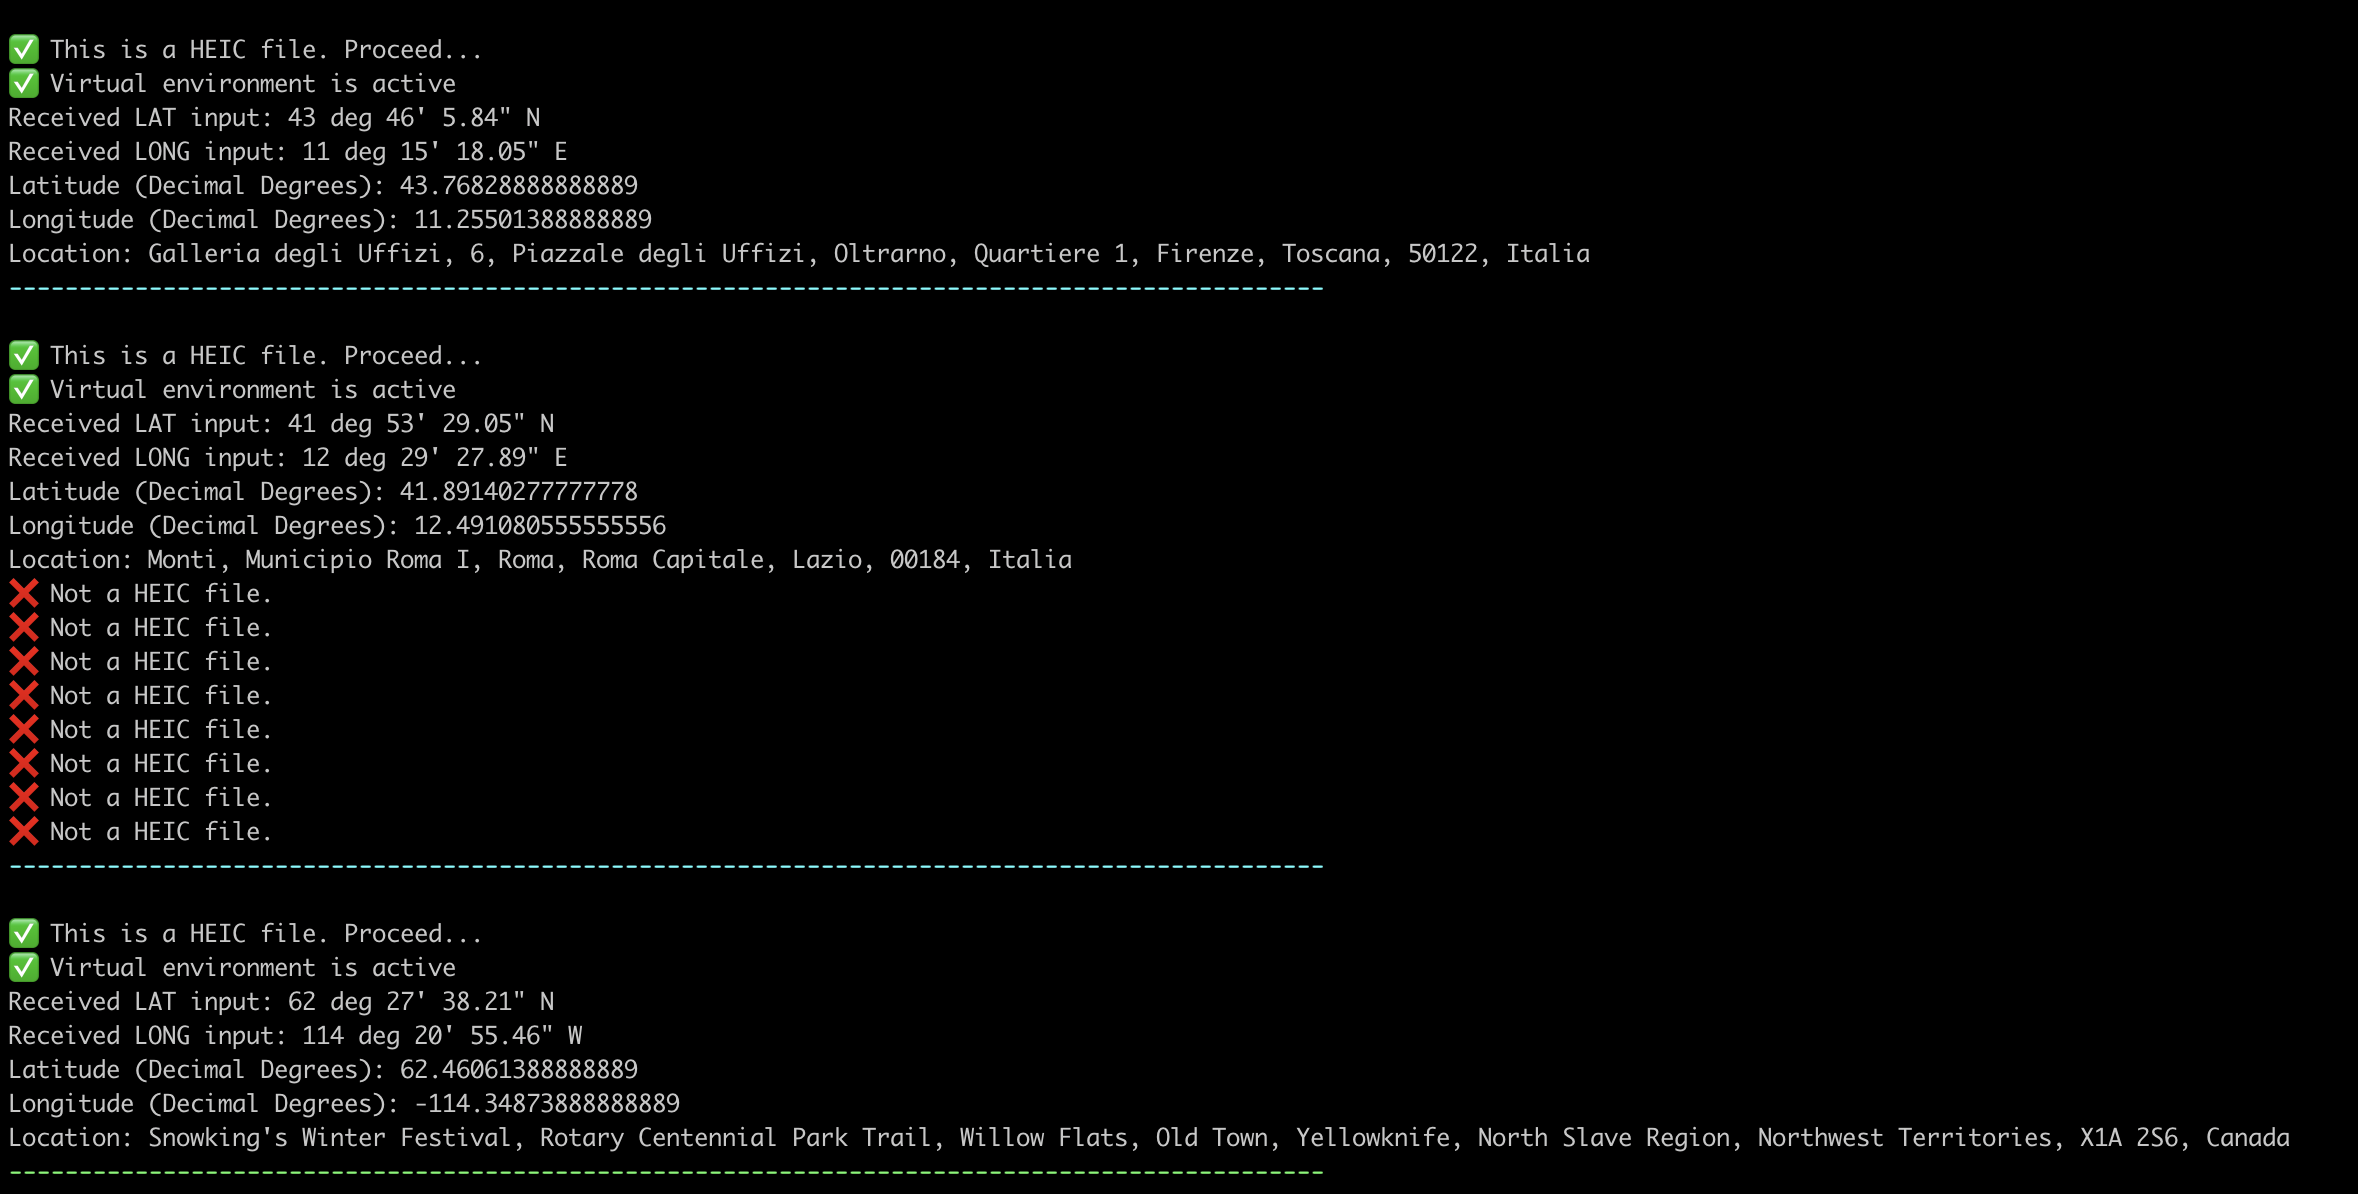 ✅ This is a HEIC file. Proceed...
✅ Virtual environment is active
Received LAT input: 43 deg 46' 5.84" N
Received LONG input: 11 deg 15' 18.05" E
Latitude (Decimal Degrees): 43.76828888888889
Longitude (Decimal Degrees): 11.25501388888889
Location: Galleria degli Uffizi, 6, Piazzale degli Uffizi, Oltrarno, Quartiere 1, Firenze, Toscana, 50122, Italia
----------------------------------------------------------------------------------------------
✅ This is a HEIC file. Proceed...
✅ Virtual environment is active
Received LAT input: 41 deg 53' 29.05" N
Received LONG input: 12 deg 29' 27.89" E
Latitude (Decimal Degrees): 41.89140277777778
Longitude (Decimal Degrees): 12.491080555555556
Location: Monti, Municipio Roma I, Roma, Roma Capitale, Lazio, 00184, Italia
❌ Not a HEIC file.
❌ Not a HEIC file.
❌ Not a HEIC file.
❌ Not a HEIC file.
❌ Not a HEIC file.
❌ Not a HEIC file.
❌ Not a HEIC file.
❌ Not a HEIC file.
----------------------------------------------------------------------------------------------
✅ This is a HEIC file. Proceed...
✅ Virtual environment is active
Received LAT input: 62 deg 27' 38.21" N
Received LONG input: 114 deg 20' 55.46" W
Latitude (Decimal Degrees): 62.46061388888889
Longitude (Decimal Degrees): -114.34873888888889
Location: Snowking's Winter Festival, Rotary Centennial Park Trail, Willow Flats, Old Town, Yellowknife, North Slave Region, Northwest Territories, X1A 2S6, Canada
----------------------------------------------------------------------------------------------